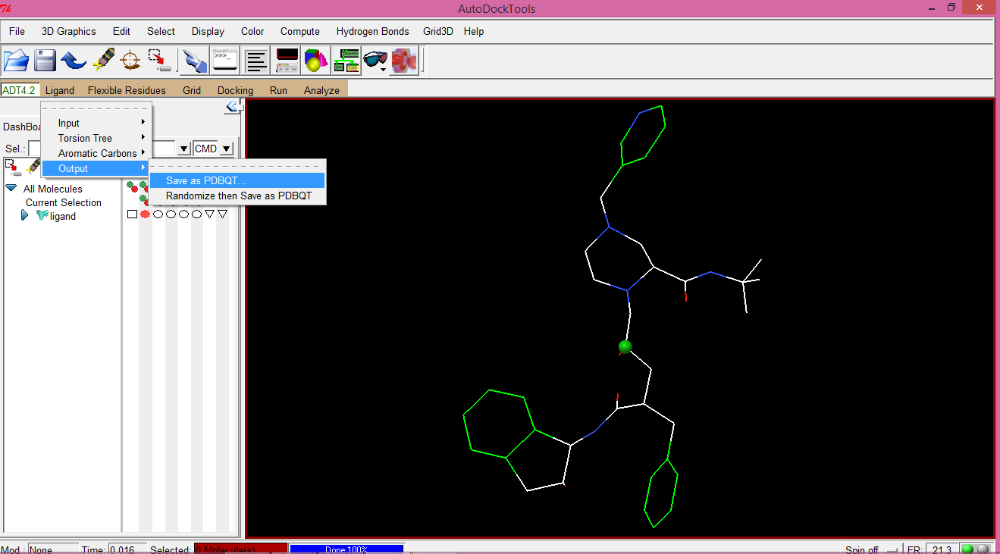 AutoDockTools
File 3D Graphics Edit Select Display Color Compute Hydrogen Bonds Grid3D Help
>>>
ADT4.2 Ligand Flexible Residues Grid Docking Run Analyze
Input
DashBoa
Torsion Tree
Sel.: Aromatic Carbons CMD
Output
Save as PDBQT...
All Molecules
Randomize then Save as PDBQT
Current Selection
ligand
Mod.: None Time: 0.016 Selected: 0 Molecule(s) Done 100% Spin off FR: 21.3